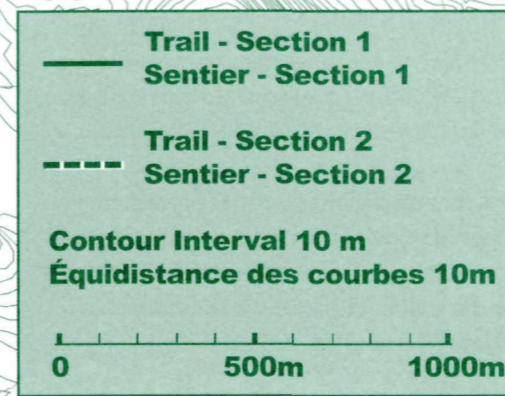 Trail - Section 1
Sentier - Section 1
Trail - Section 2
Sentier - Section 2
Contour Interval 10 m
Équidistance des courbes 10m
0 500m 1000m